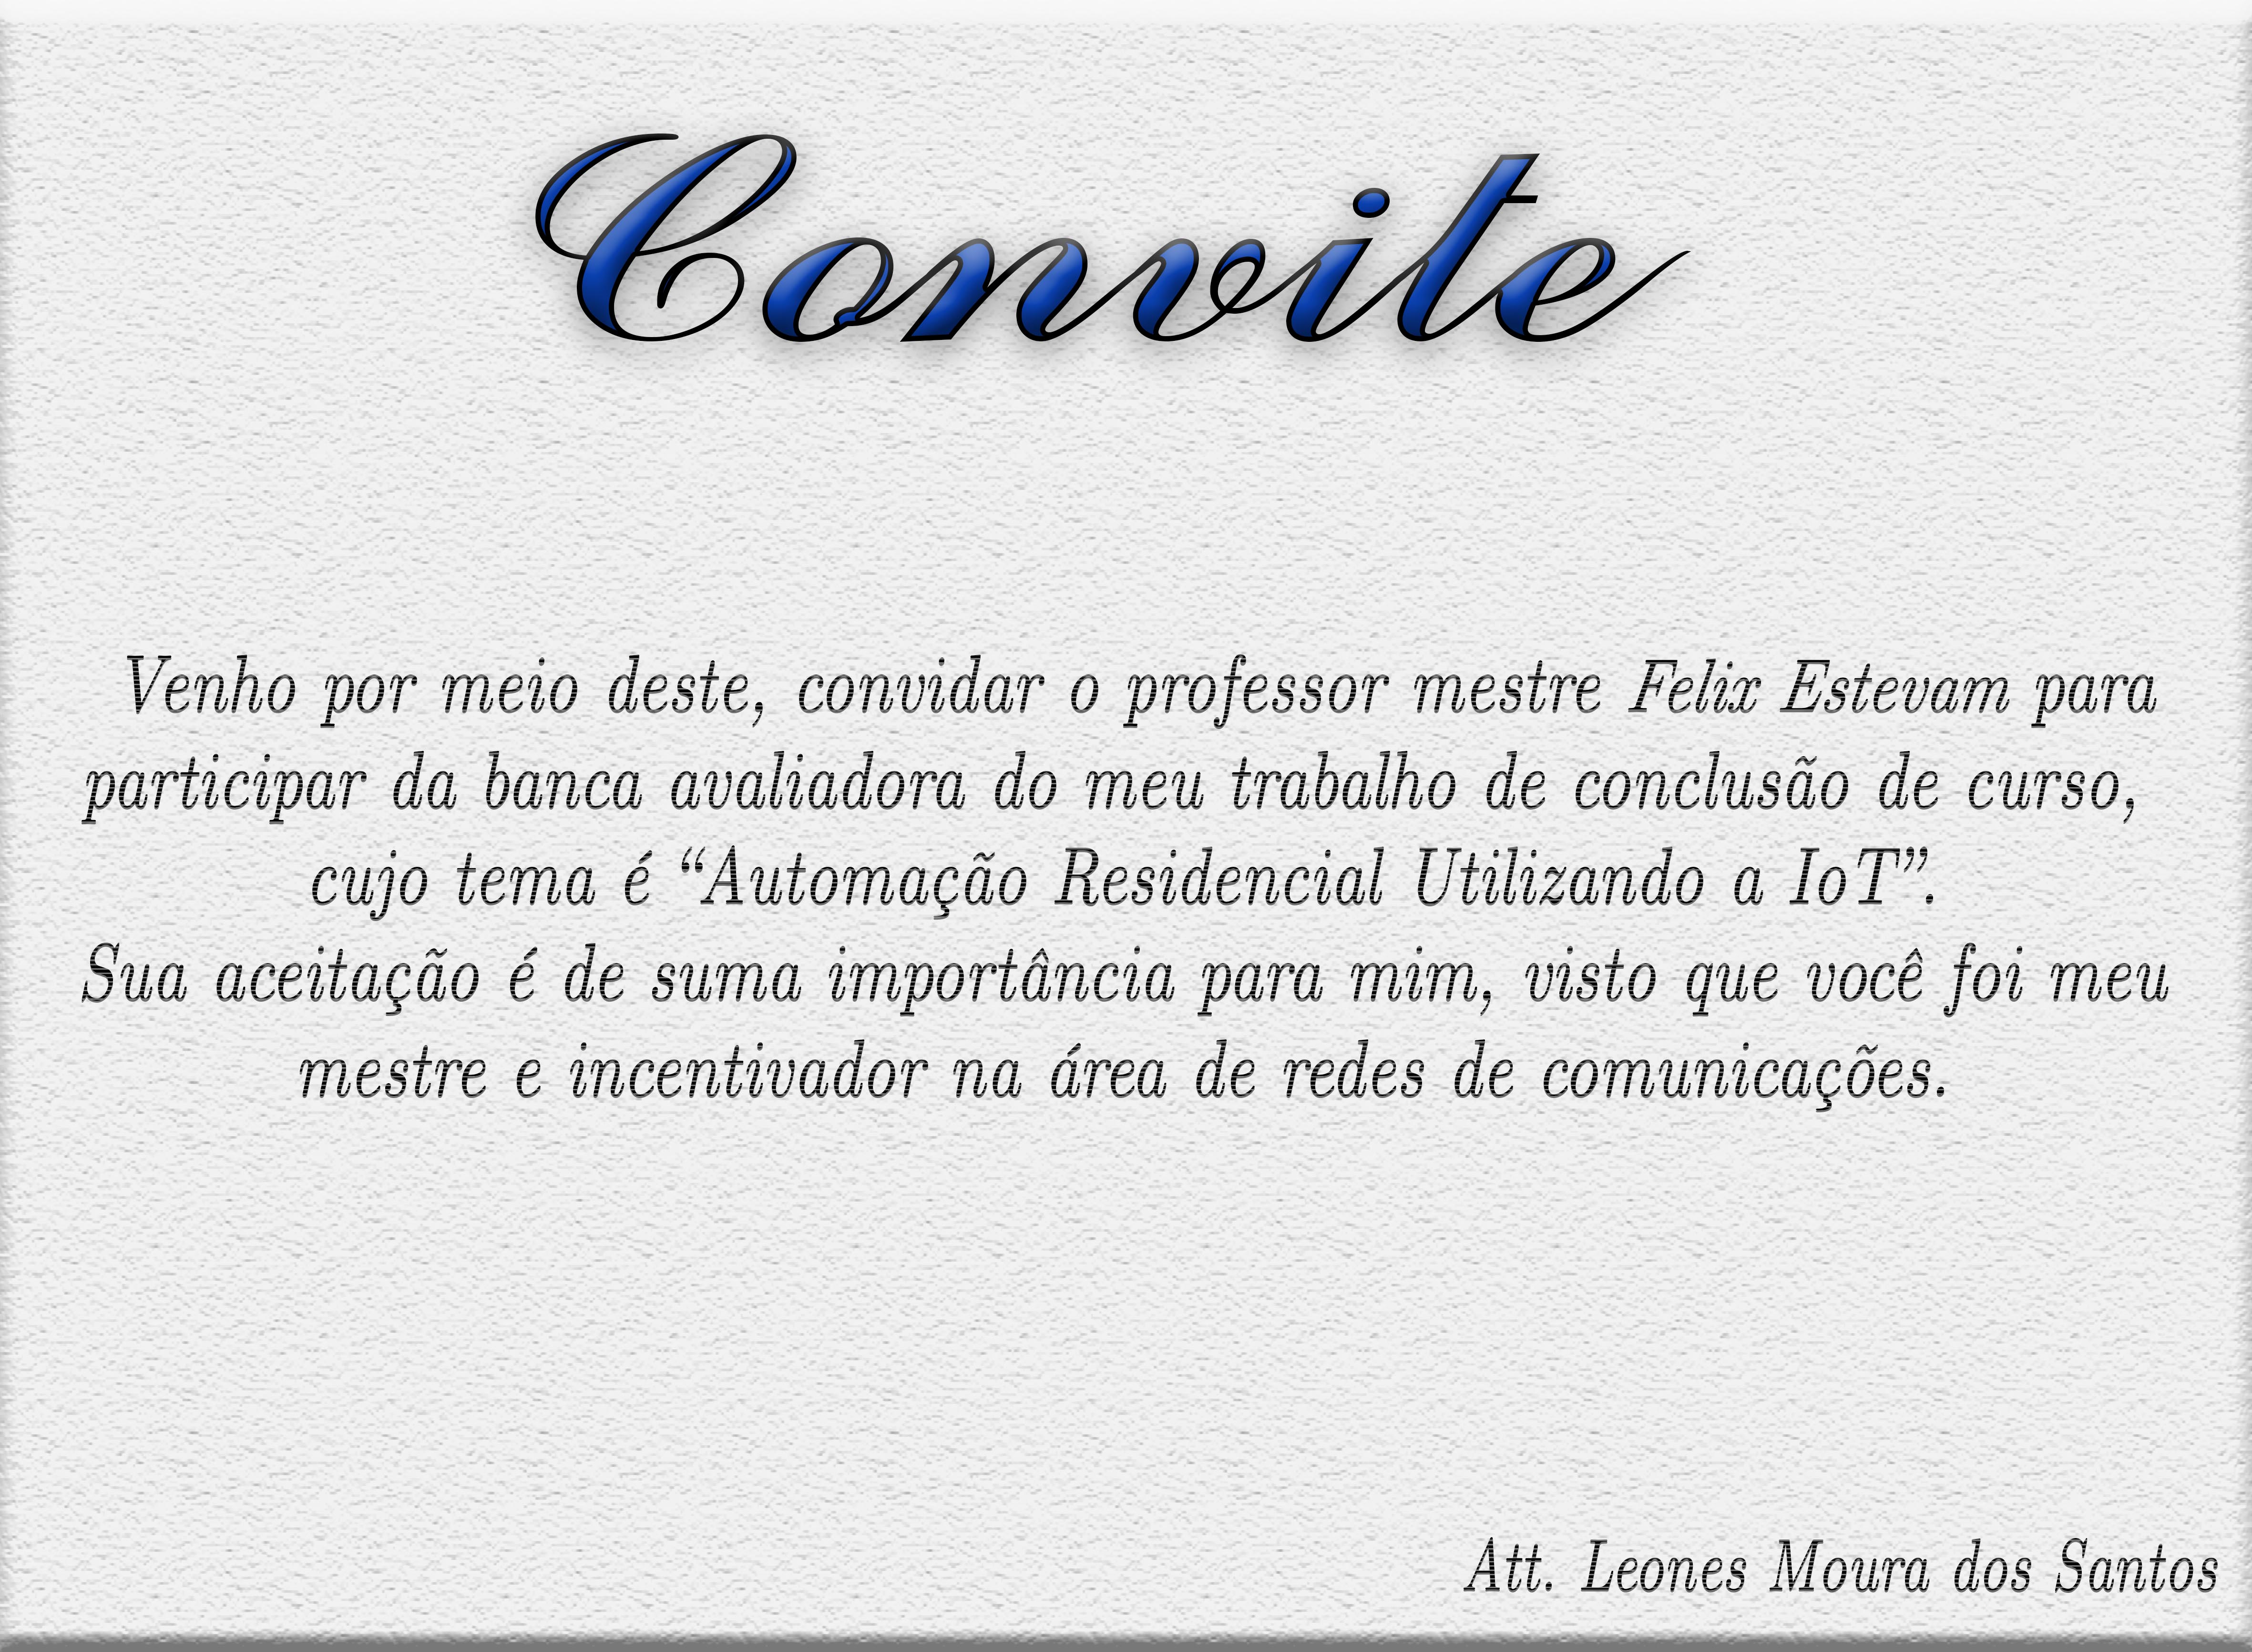 Convite
Venho por meio deste, convidar o professor mestre Felix Estevam para
participar da banca avaliadora do meu trabalho de conclusão de curso,
cujo tema é “Automação Residencial Utilizando a IoT”.
Sua aceitação é de suma importância para mim, visto que você foi meu
mestre e incentivador na área de redes de comunicações.
Att. Leones Moura dos Santos